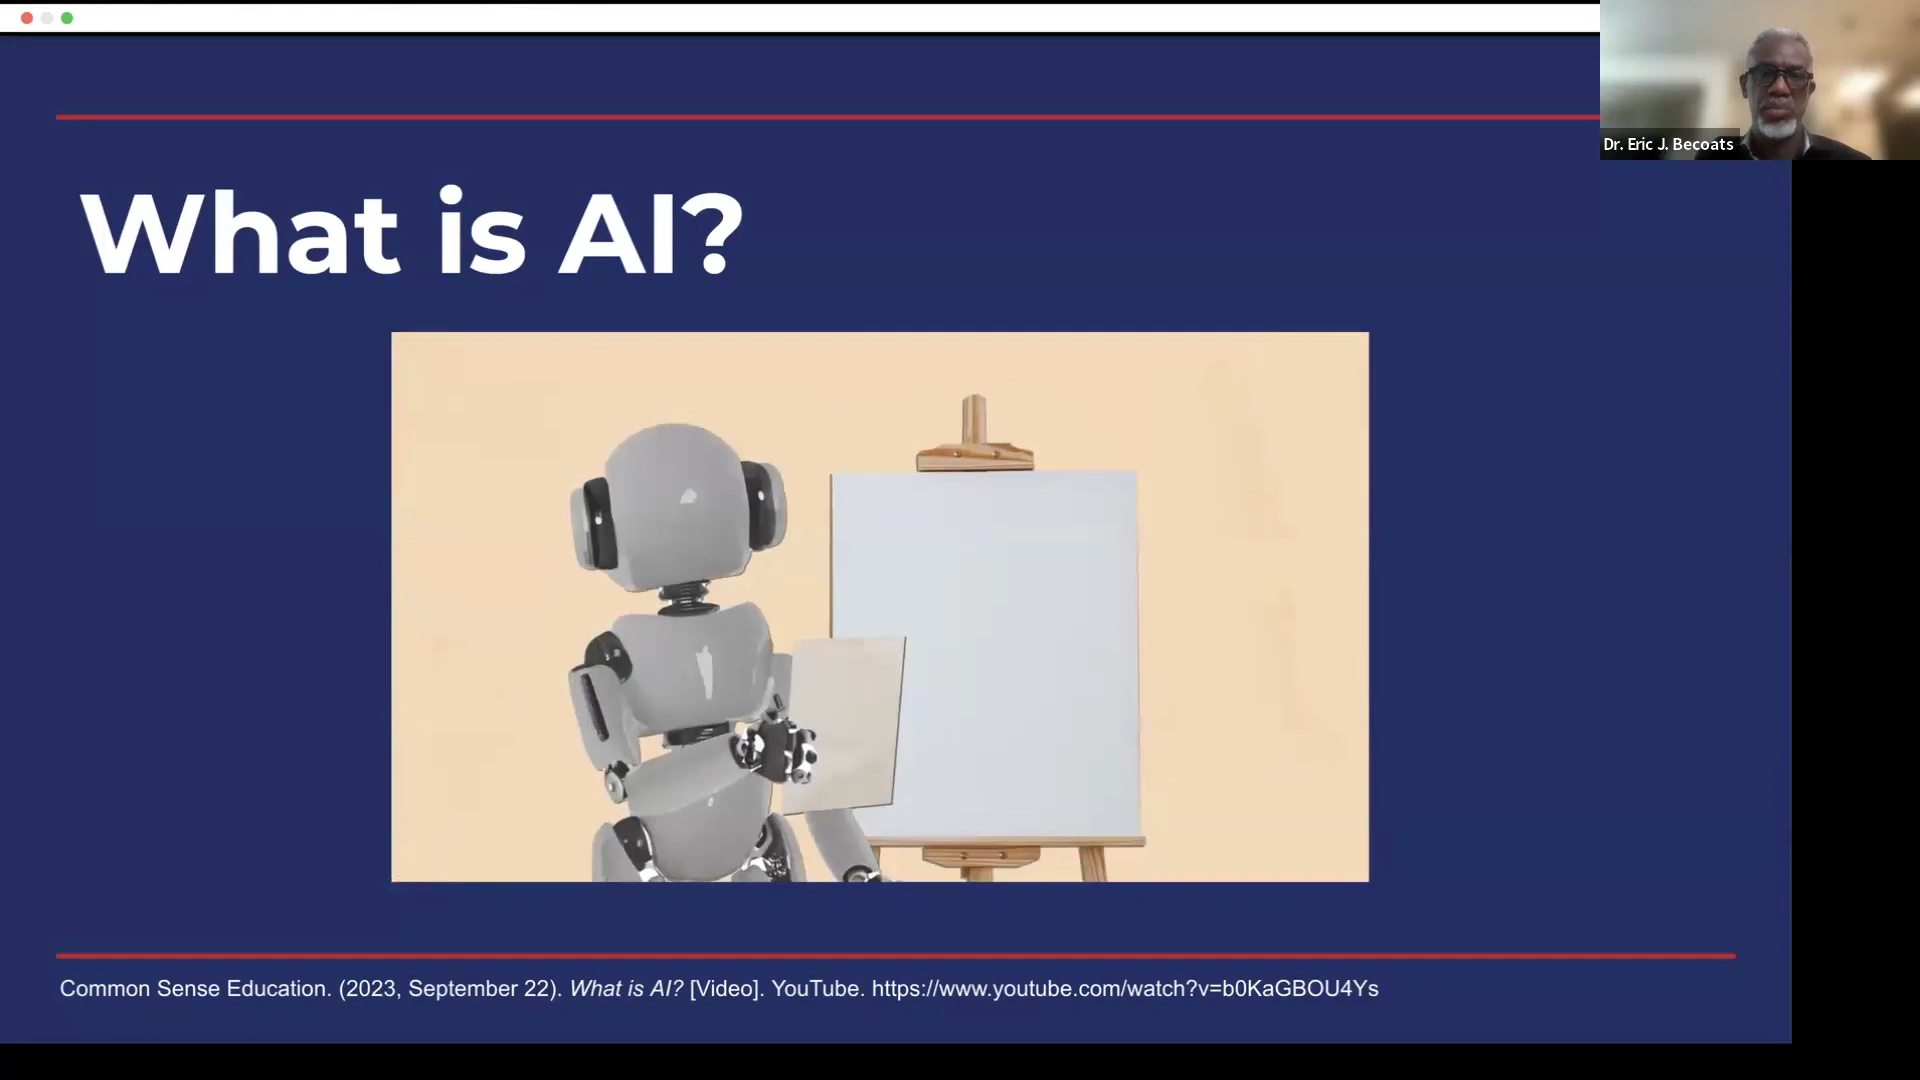 Dr. Eric J. Becoats
What is AI?
Common Sense Education. (2023, September 22). What is AI? [Video]. YouTube. https://www.youtube.com/watch?v=b0KaGBOU4Ys